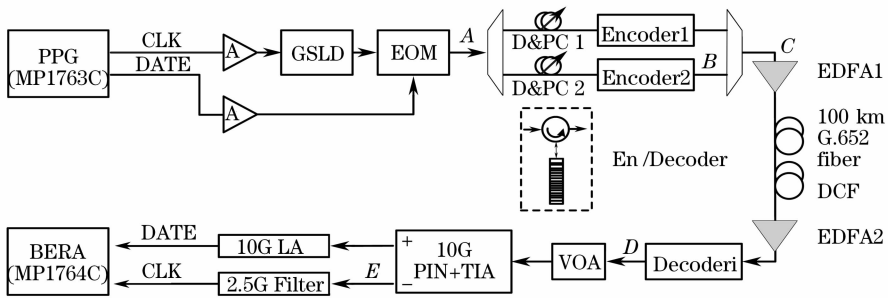 PPG
(MP1763C)
CLK
DATE
A
A
GSLD
EOM
A
D&PC 1
Encoder1
D&PC 2
Encoder2
B
C
EDFA1
100 km
G.652
fiber
DCF
En /Decoder
EDFA2
BERA
(MP1764C)
DATE
CLK
10G LA
2.5G Filter
E
+
−
10G
PIN+TIA
VOA
D
Decoderi